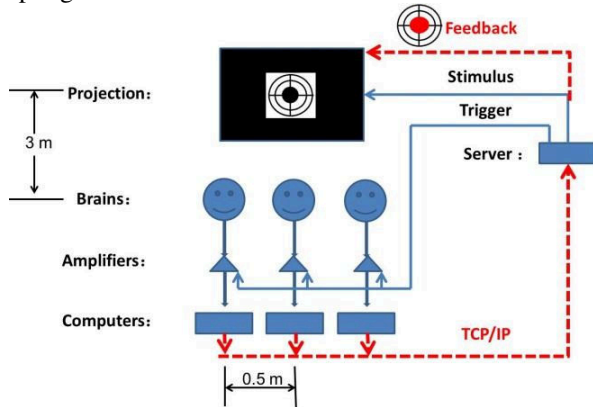 Feedback
Stimulus
Projection：
Trigger
3 m
Server：
Brains：
Amplifiers：
Computers：
TCP/IP
0.5 m